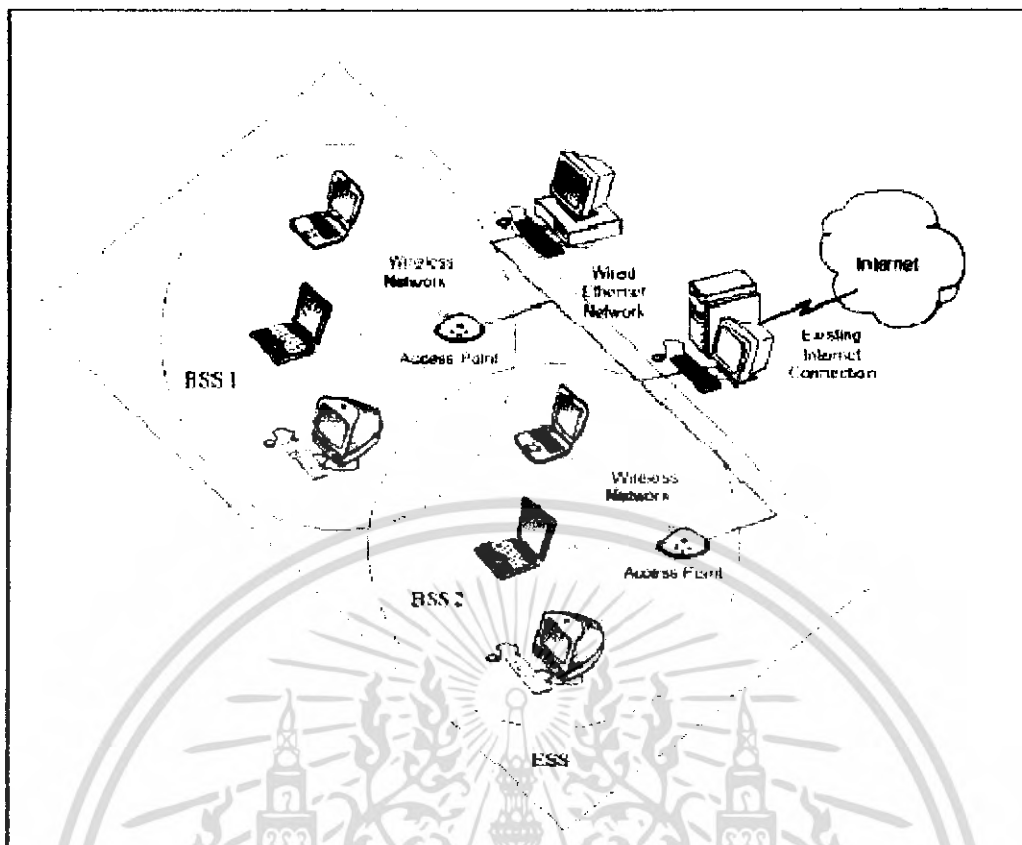 Wireless
Network
Access Point
BSS 1
Wired
Ethernet
Network
Internet
Existing
Internet
Connection
Wireless
Network
Access Point
BSS 2
ESS